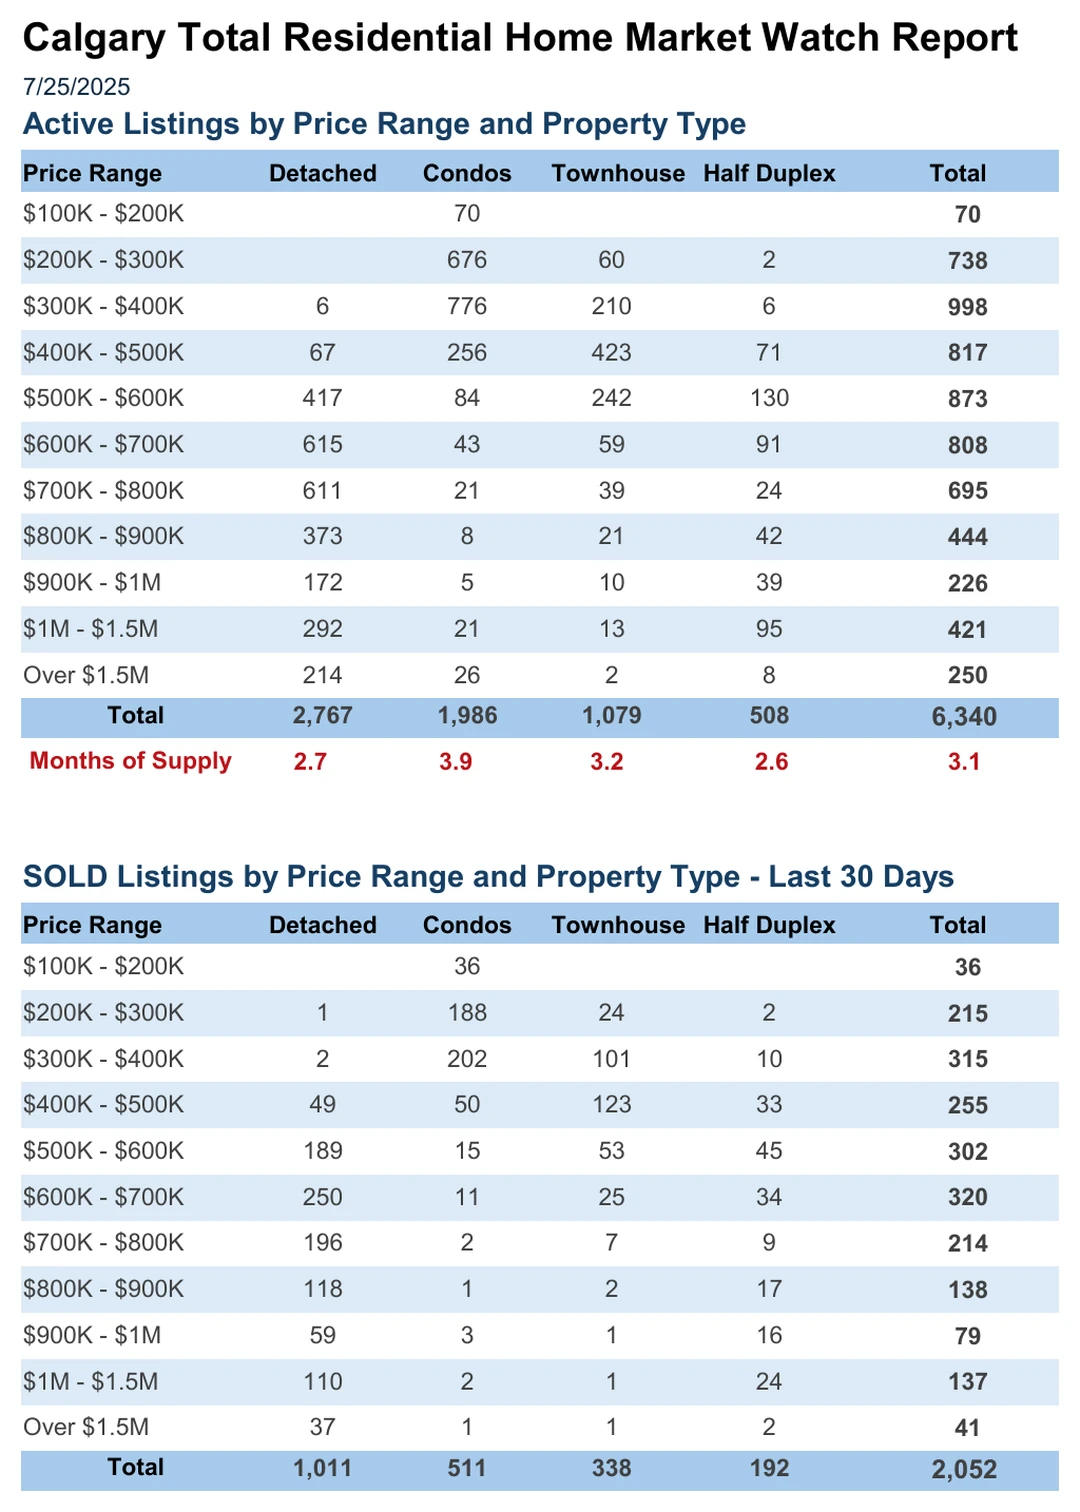 Calgary Total Residential Home Market Watch Report
7/25/2025
Active Listings by Price Range and Property Type
Price Range Detached Condos Townhouse Half Duplex Total
$100K - $200K 70 70
$200K - $300K 676 60 2 738
$300K - $400K 6 776 210 6 998
$400K - $500K 67 256 423 71 817
$500K - $600K 417 84 242 130 873
$600K - $700K 615 43 59 91 808
$700K - $800K 611 21 39 24 695
$800K - $900K 373 8 21 42 444
$900K - $1M 172 5 10 39 226
$1M - $1.5M 292 21 13 95 421
Over $1.5M 214 26 2 8 250
Total 2,767 1,986 1,079 508 6,340
Months of Supply 2.7 3.9 3.2 2.6 3.1
SOLD Listings by Price Range and Property Type - Last 30 Days
Price Range Detached Condos Townhouse Half Duplex Total
$100K - $200K 36 36
$200K - $300K 1 188 24 2 215
$300K - $400K 2 202 101 10 315
$400K - $500K 49 50 123 33 255
$500K - $600K 189 15 53 45 302
$600K - $700K 250 11 25 34 320
$700K - $800K 196 2 7 9 214
$800K - $900K 118 1 2 17 138
$900K - $1M 59 3 1 16 79
$1M - $1.5M 110 2 1 24 137
Over $1.5M 37 1 1 2 41
Total 1,011 511 338 192 2,052